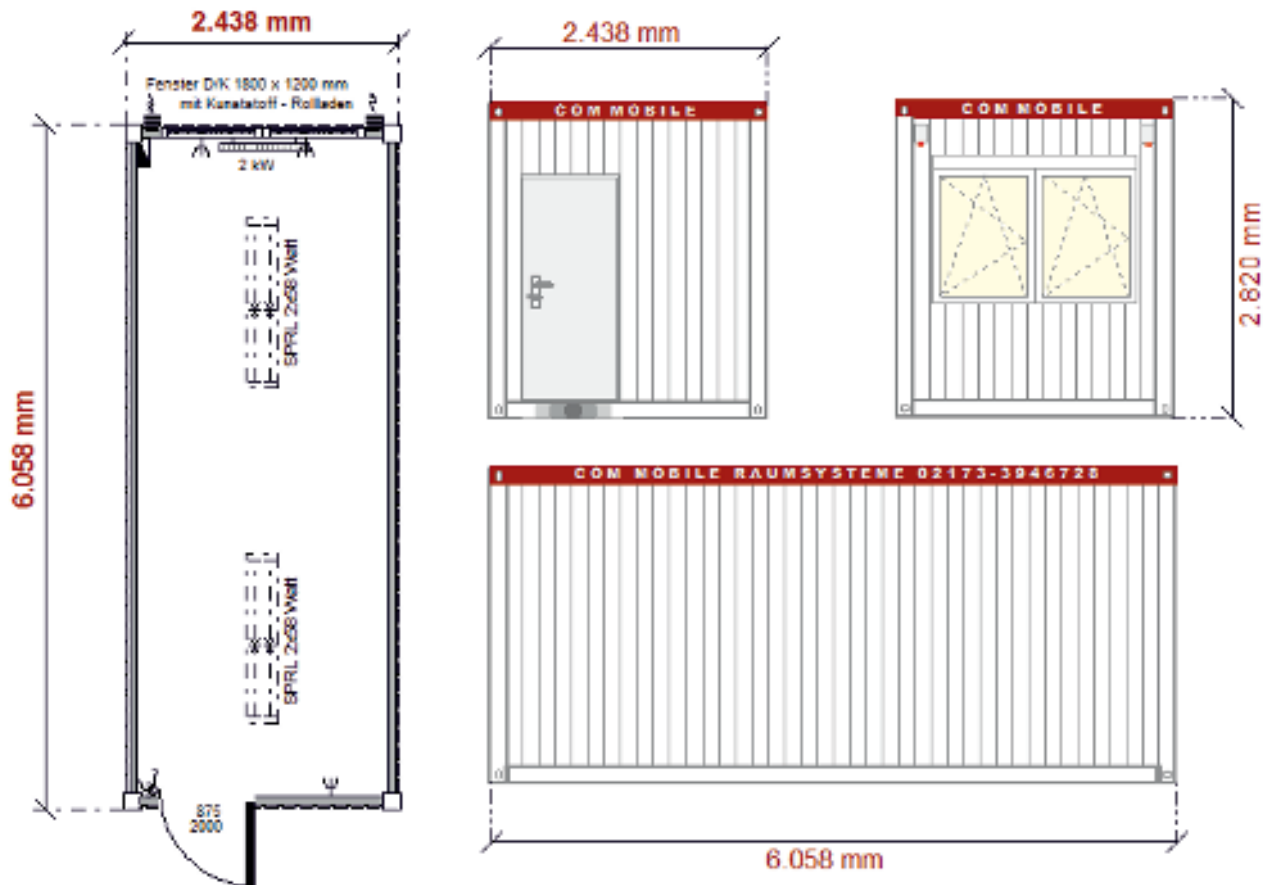 2.438 mm
Fenster D/K 1800 x 1200 mm
mit Kunststoff - Rollladen
2 kW
SPRL 2x58 Watt
6.058 mm
SPRL 2x58 Watt
875
2000
2.438 mm
COM MOBILE
COM MOBILE
2.820 mm
COM MOBILE RAUMSYSTEME 02173-3946728
6.058 mm